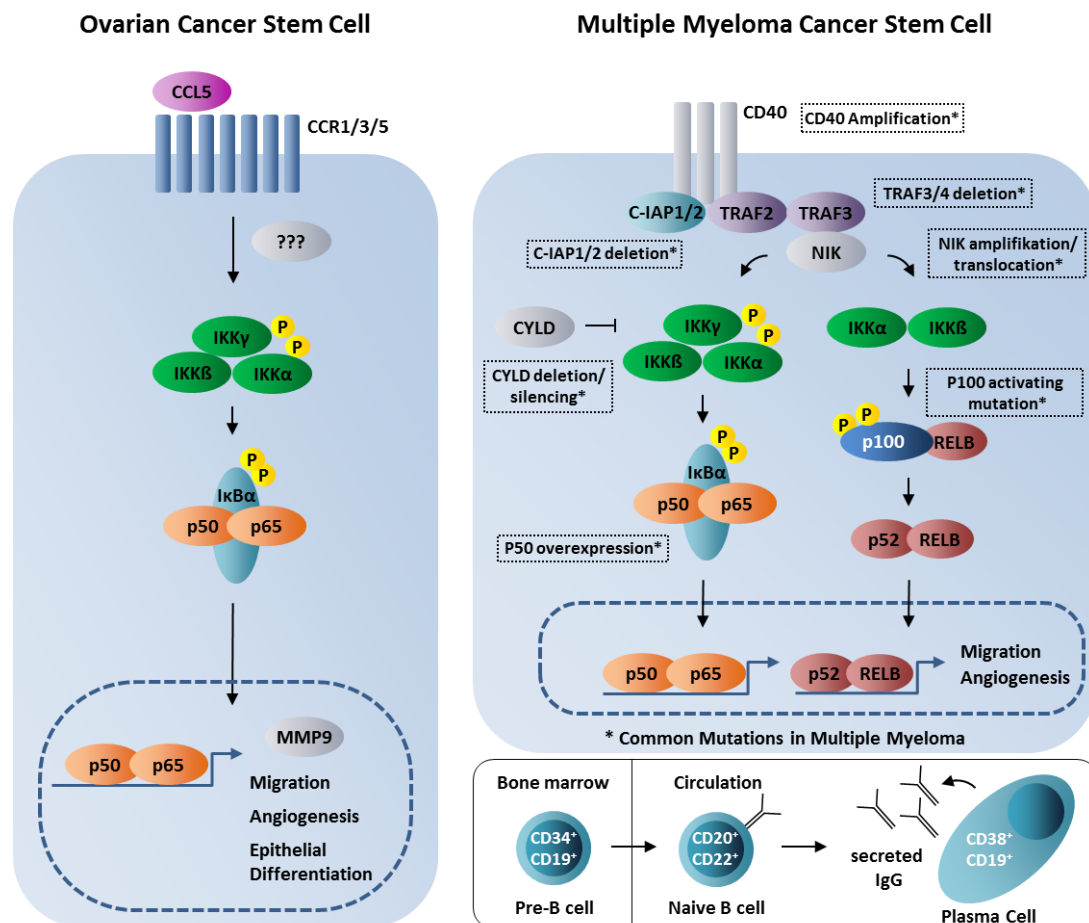 Ovarian Cancer Stem Cell
CCL5
CCR1/3/5
???
IKKγ
P
P
IKKß
IKKα
P
P
IκBα
p50
p65
MMP9
p50
p65
Migration
Angiogenesis
Epithelial
Differentiation
Multiple Myeloma Cancer Stem Cell
CD40
CD40 Amplification*
C-IAP1/2
TRAF2
TRAF3
TRAF3/4 deletion*
C-IAP1/2 deletion*
NIK
NIK amplifikation/
translocation*
CYLD
IKKγ
P
P
IKKß
IKKα
IKKα
IKKß
CYLD deletion/
silencing*
P100 activating
mutation*
P
P
IκBα
p50
p65
P
P
p100
RELB
P50 overexpression*
p52
RELB
p50
p65
p52
RELB
Migration
Angiogenesis
* Common Mutations in Multiple Myeloma
Bone marrow
Circulation
CD34⁺
CD19⁺
CD20⁺
CD22⁺
secreted
IgG
CD38⁺
CD19⁺
Pre-B cell
Naive B cell
Plasma Cell